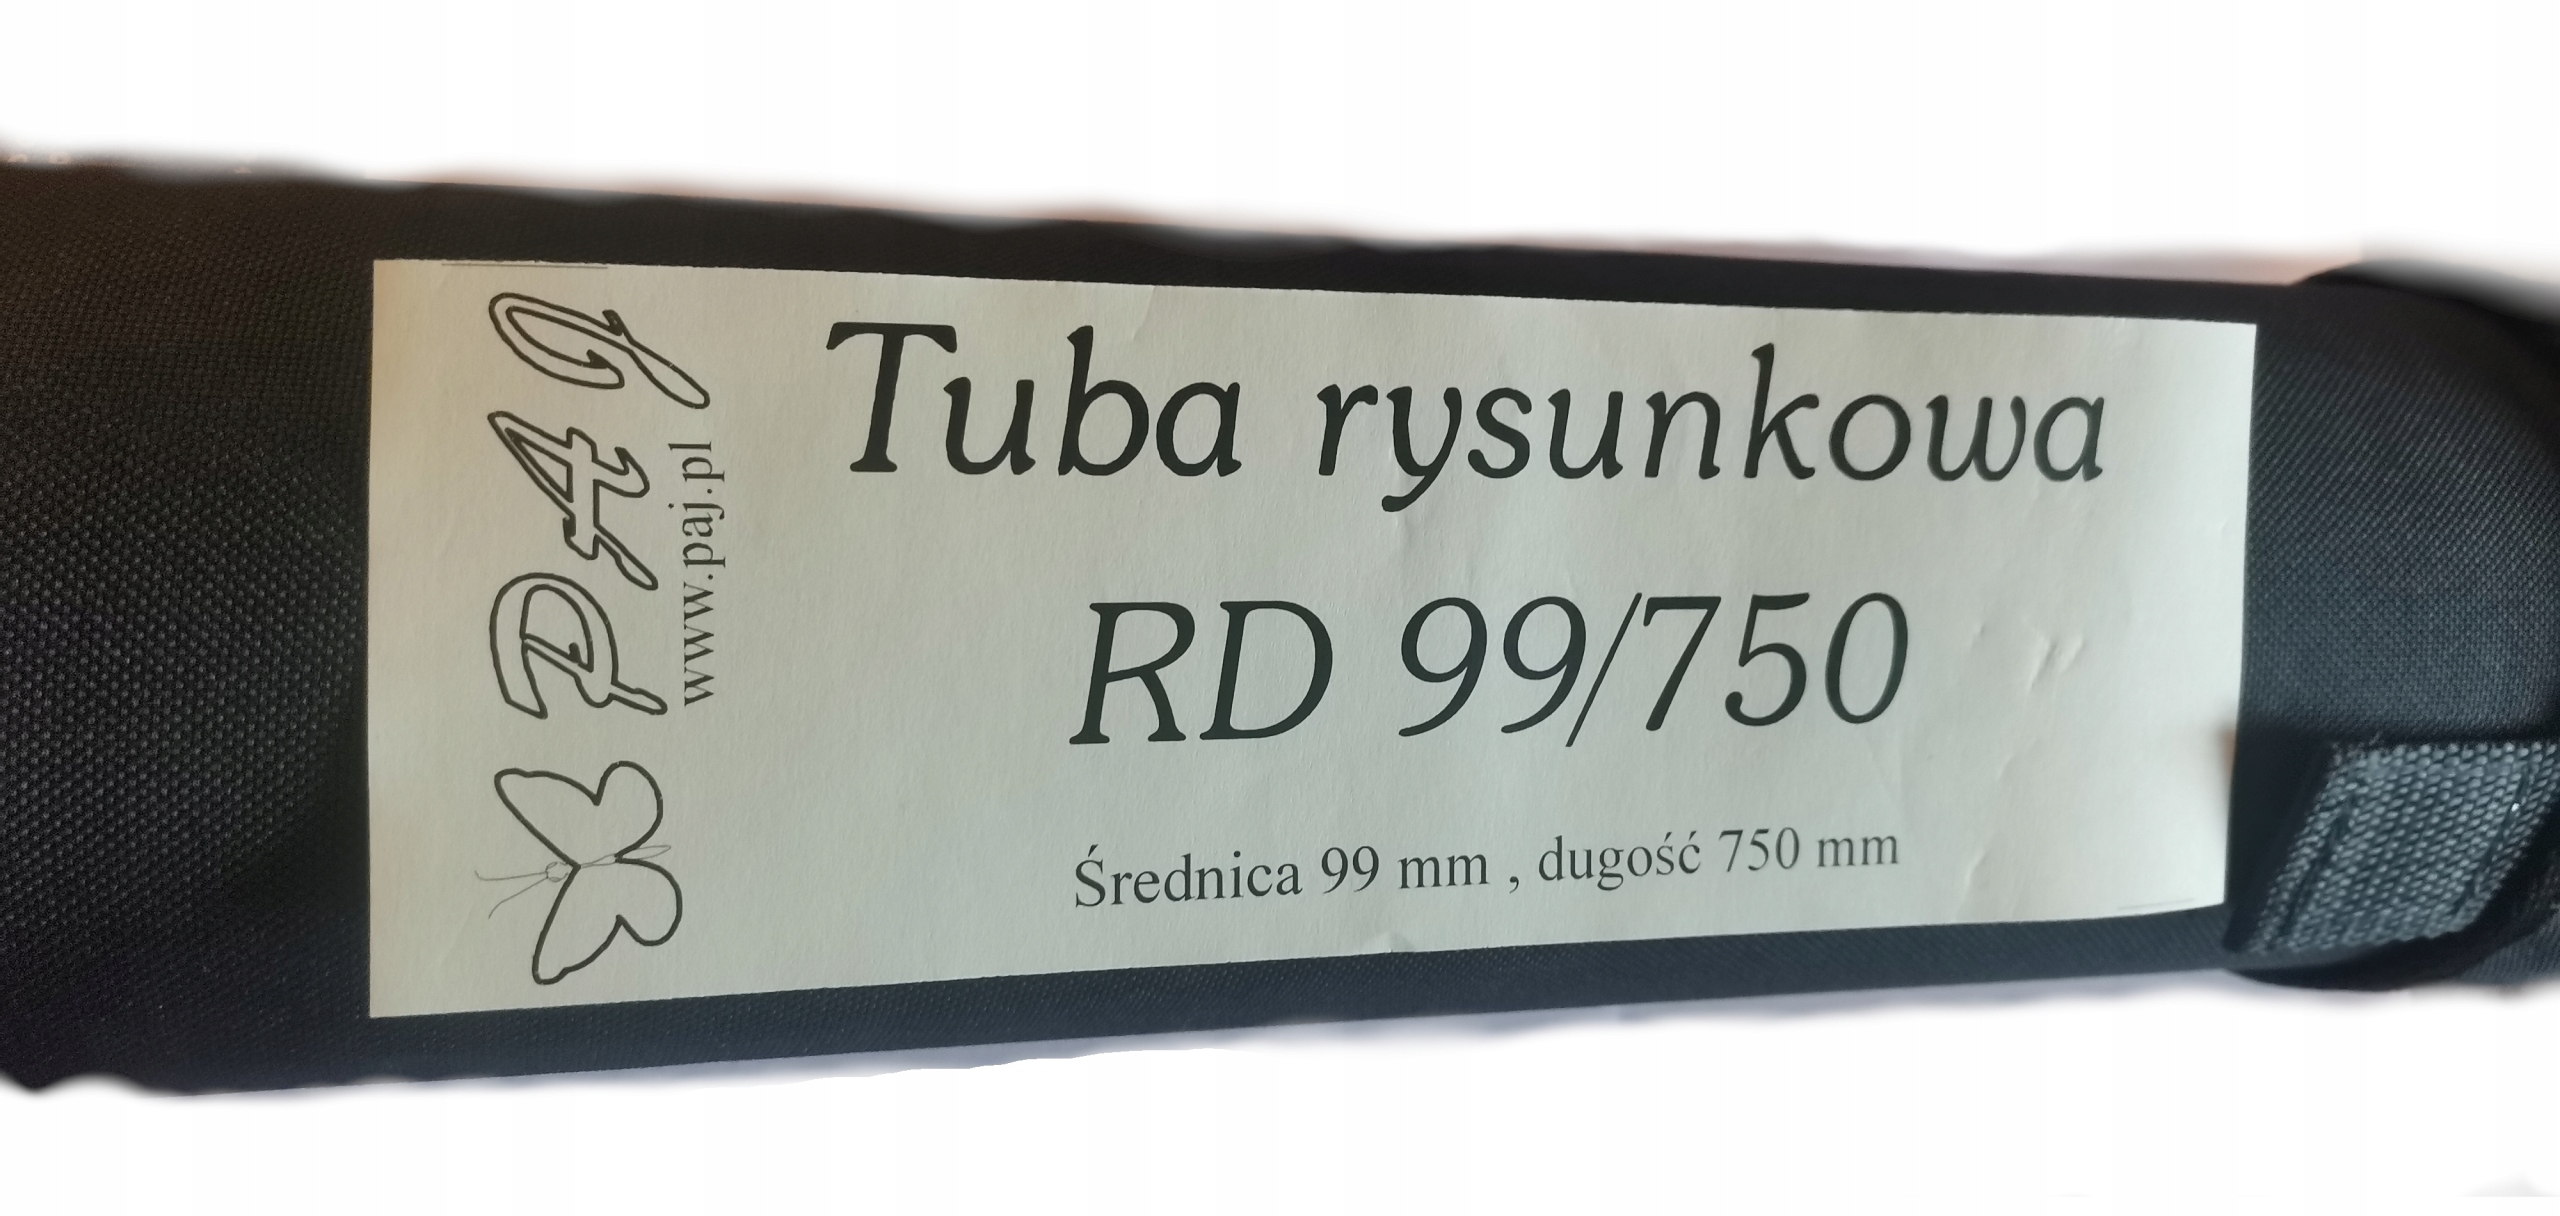 PAJ
www.paj.pl
Tuba rysunkowa
RD 99/750
Średnica 99 mm , dugość 750 mm